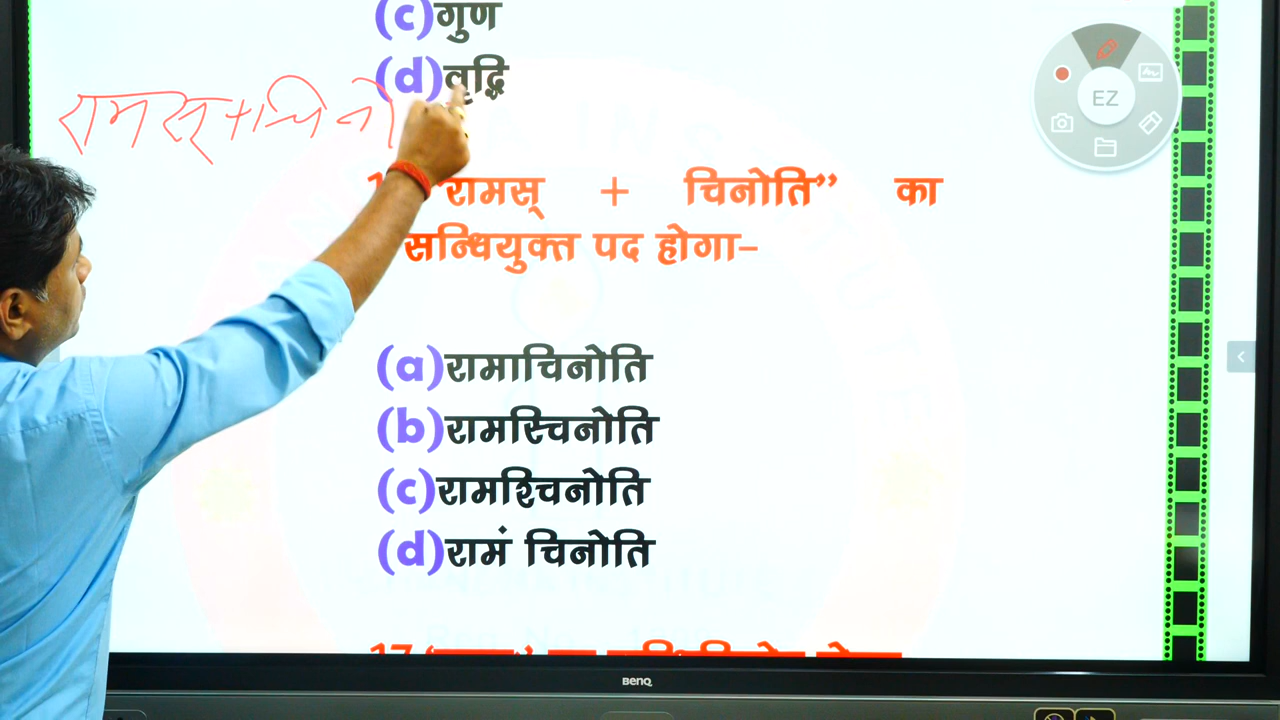 (c)गुण
(d)वृद्धि
रामस् + चिनो
"रामस् + चिनोति” का
सन्धियुक्त पद होगा–
(a)रामाचिनोति
(b)रामस्चिनोति
(c)रामश्चिनोति
(d)रामं चिनोति
EZ
BenQ